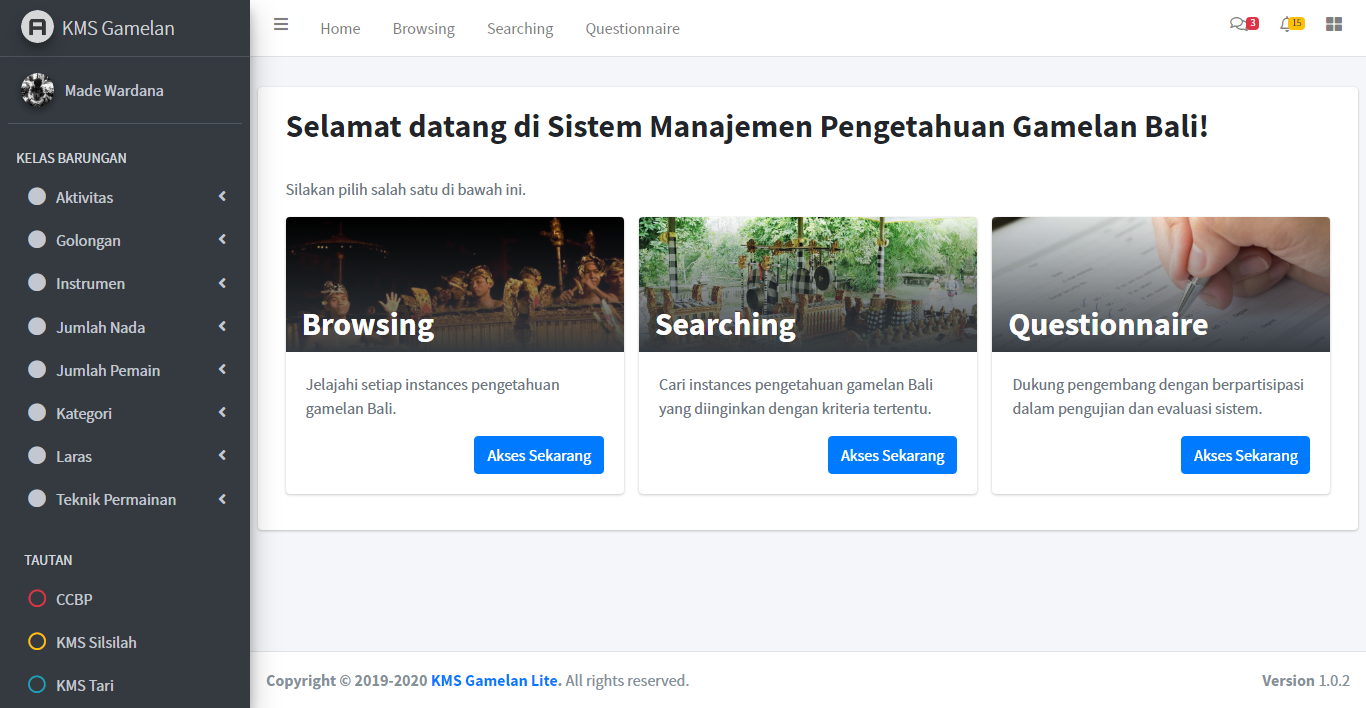 KMS Gamelan
Home
Browsing
Searching
Questionnaire
3
15
Made Wardana
KELAS BARUNGAN
Aktivitas
Golongan
Instrumen
Jumlah Nada
Jumlah Pemain
Kategori
Laras
Teknik Permainan
TAUTAN
CCBP
KMS Silsilah
KMS Tari
Selamat datang di Sistem Manajemen Pengetahuan Gamelan Bali!
Silakan pilih salah satu di bawah ini.
Browsing
Jelajahi setiap instances pengetahuan
gamelan Bali.
Akses Sekarang
Searching
Cari instances pengetahuan gamelan Bali
yang diinginkan dengan kriteria tertentu.
Akses Sekarang
Questionnaire
Dukung pengembang dengan berpartisipasi
dalam pengujian dan evaluasi sistem.
Akses Sekarang
Copyright © 2019-2020 KMS Gamelan Lite. All rights reserved.
Version 1.0.2